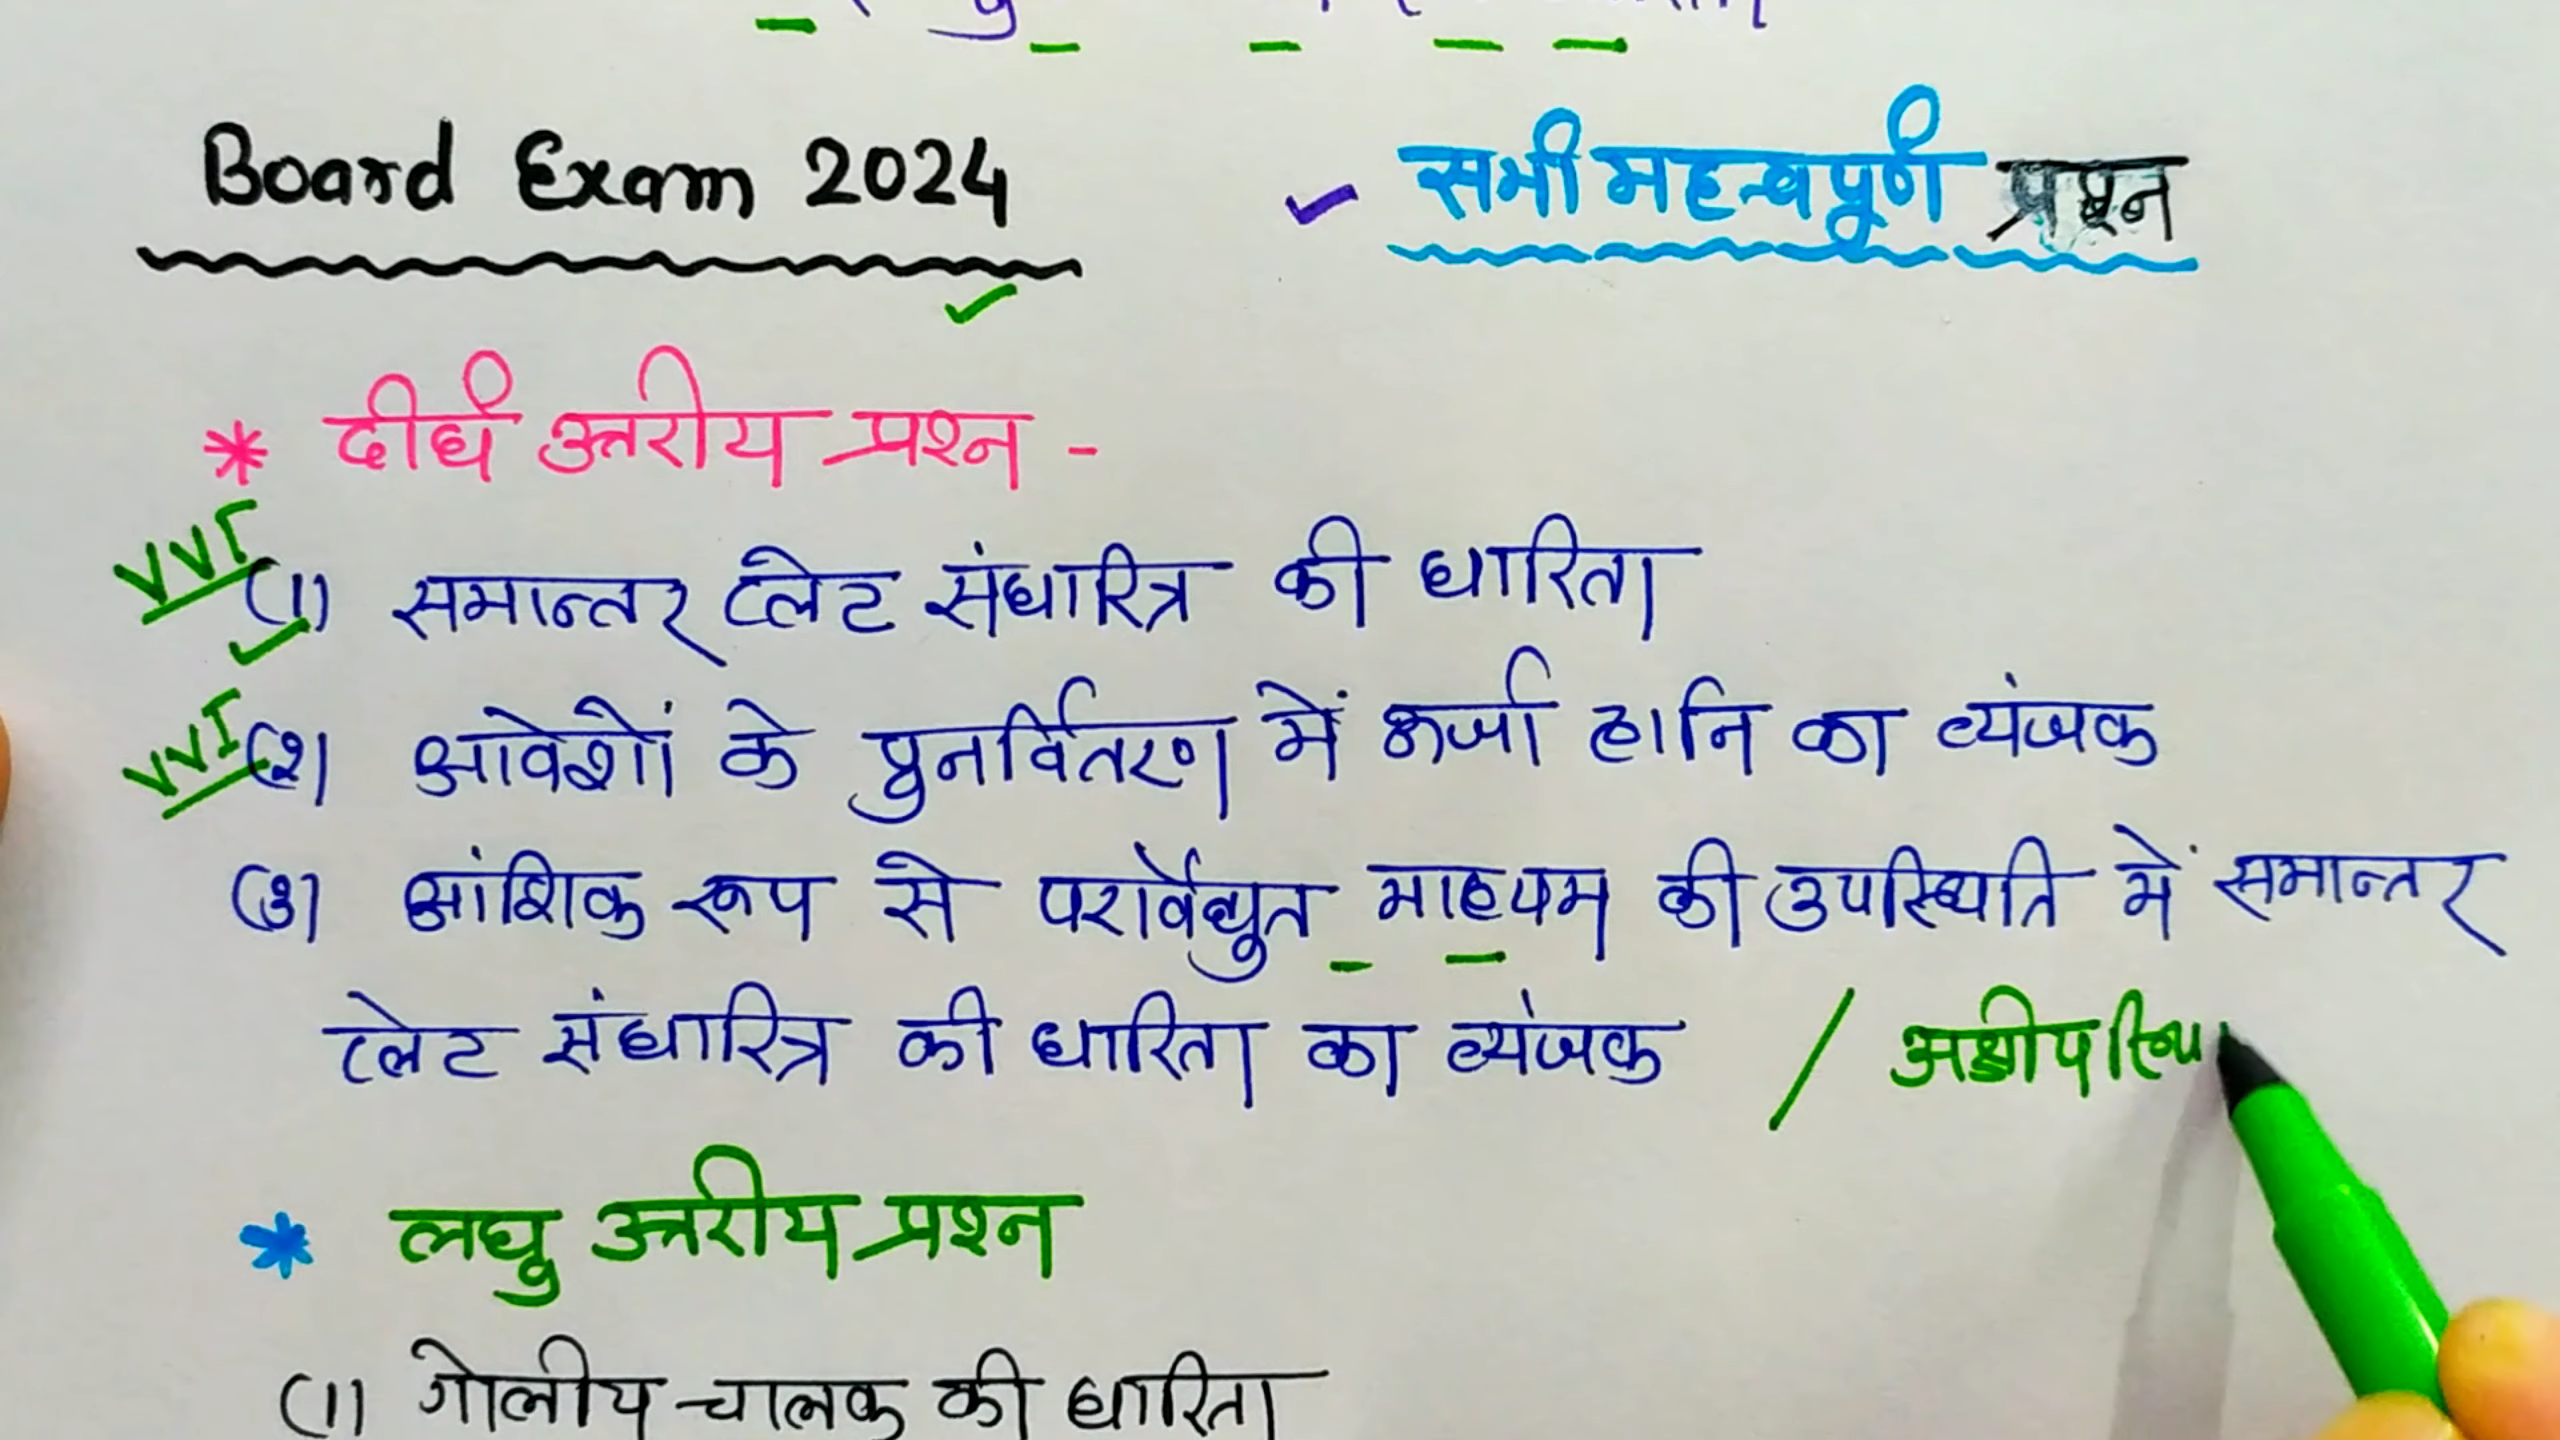 Board Exam 2024
सभी महत्वपूर्ण प्रश्न
* दीर्घ उत्तरीय प्रश्न -
VVI (1) समान्तर प्लेट संधारित्र की धारिता
VVI (2) आवेशों के पुनर्वितरण में ऊर्जा हानि का व्यंजक
(3) आंशिक रूप से परावैद्युत माध्यम की उपस्थिति में समान्तर
प्लेट संधारित्र की धारिता का व्यंजक /
* लघु उत्तरीय प्रश्न
(1) गोलीय चालक की धारिता